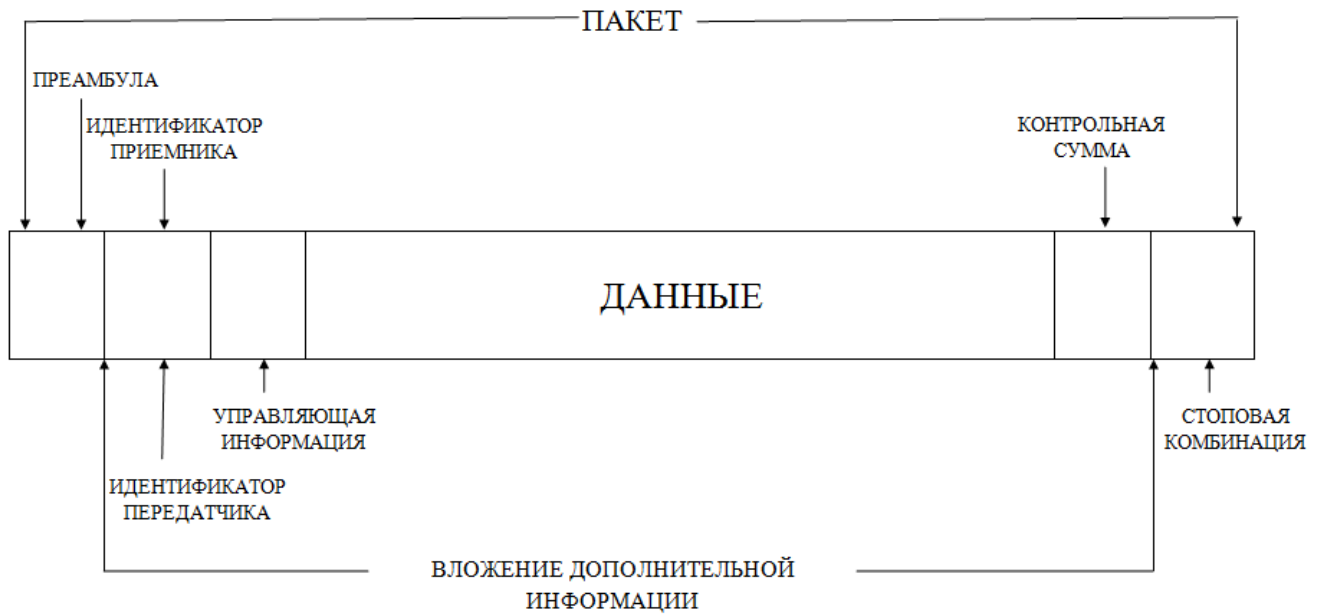 ПАКЕТ
ПРЕАМБУЛА
ИДЕНТИФИКАТОР
ПРИЕМНИКА
КОНТРОЛЬНАЯ
СУММА
ДАННЫЕ
УПРАВЛЯЮЩАЯ
ИНФОРМАЦИЯ
СТОПОВАЯ
КОМБИНАЦИЯ
ИДЕНТИФИКАТОР
ПЕРЕДАТЧИКА
ВЛОЖЕНИЕ ДОПОЛНИТЕЛЬНОЙ
ИНФОРМАЦИИ